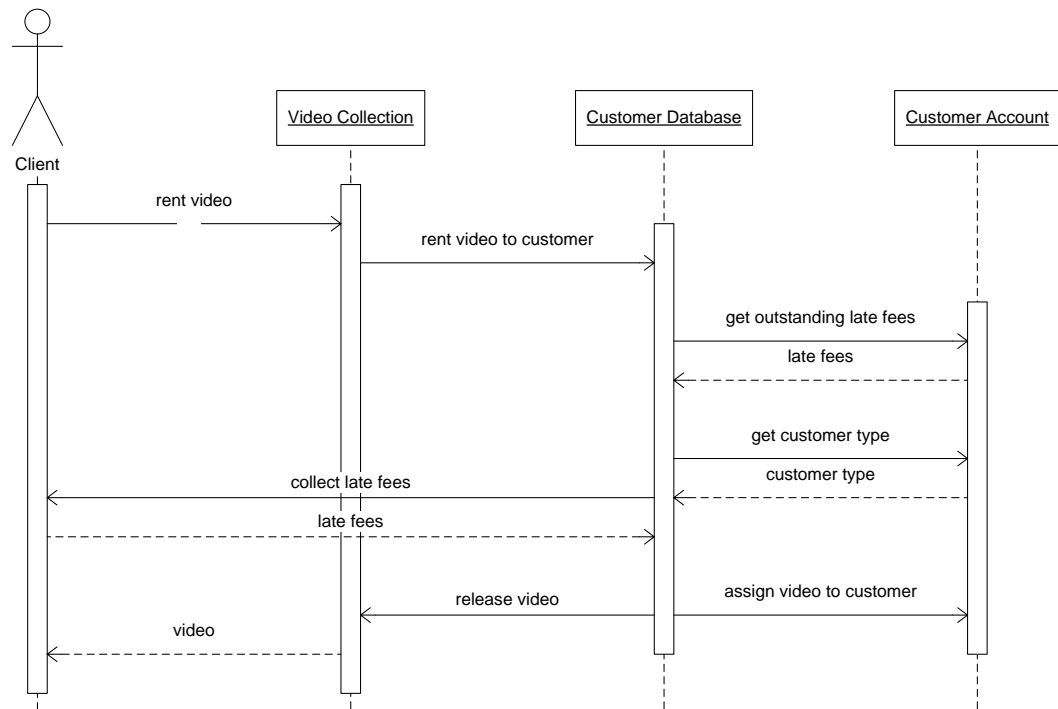 Video Collection
Customer Database
Customer Account
Client
rent video
rent video to customer
get outstanding late fees
late fees
get customer type
customer type
collect late fees
late fees
release video
assign video to customer
video